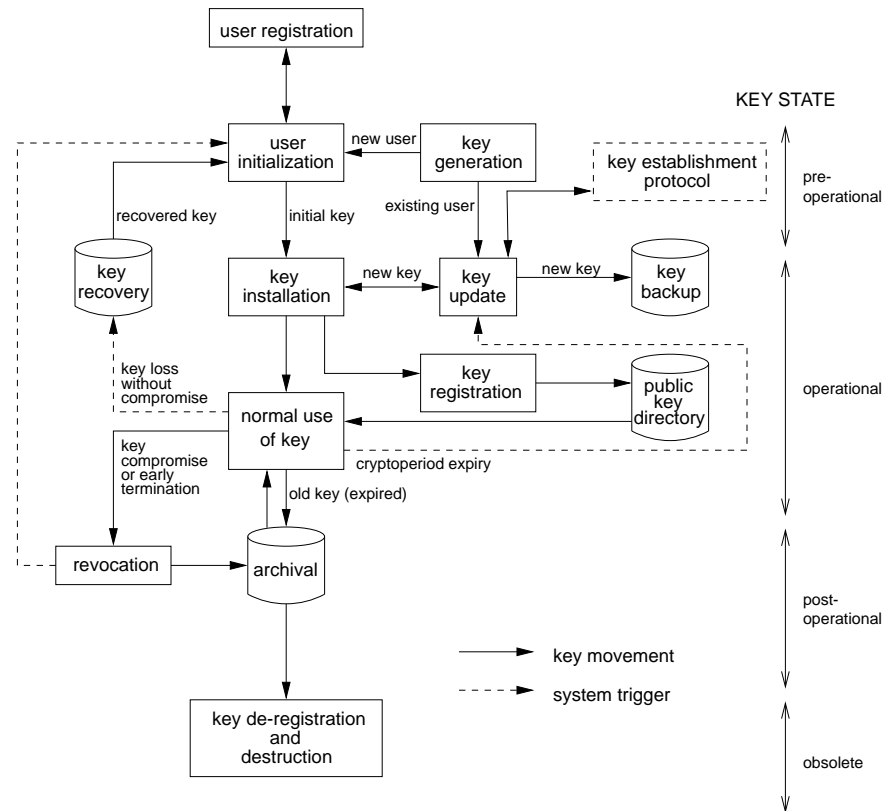 user registration
KEY STATE
user
initialization
new user
key
generation
key establishment
protocol
pre-
operational
recovered key
initial key
existing user
key
recovery
key
installation
new key
key
update
new key
key
backup
key loss
without
compromise
key
registration
public
key
directory
operational
normal use
of key
key
compromise
or early
termination
cryptoperiod expiry
old key (expired)
revocation
archival
post-
operational
key movement
system trigger
key de-registration
and
destruction
obsolete